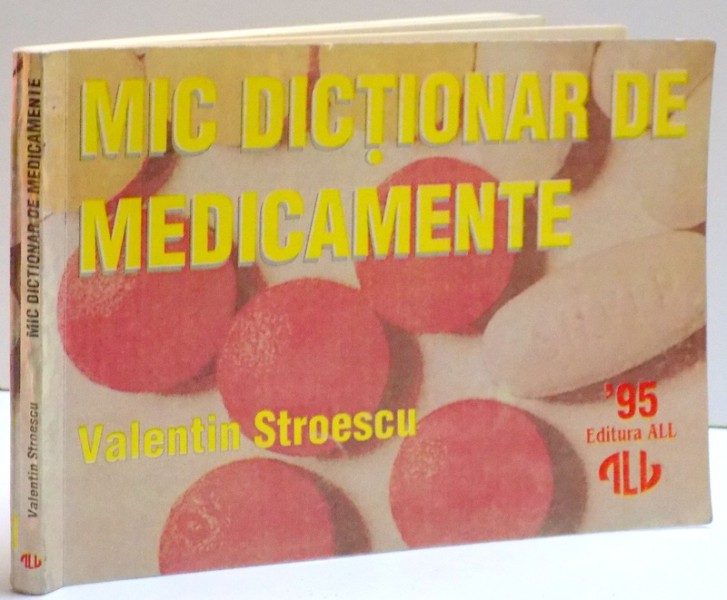 MIC DICȚIONAR DE
MEDICAMENTE
Valentin Stroescu
'95
Editura ALL
ALL
Valentin Stroescu MIC DICTIONAR DE MEDICAMENTE
ALL